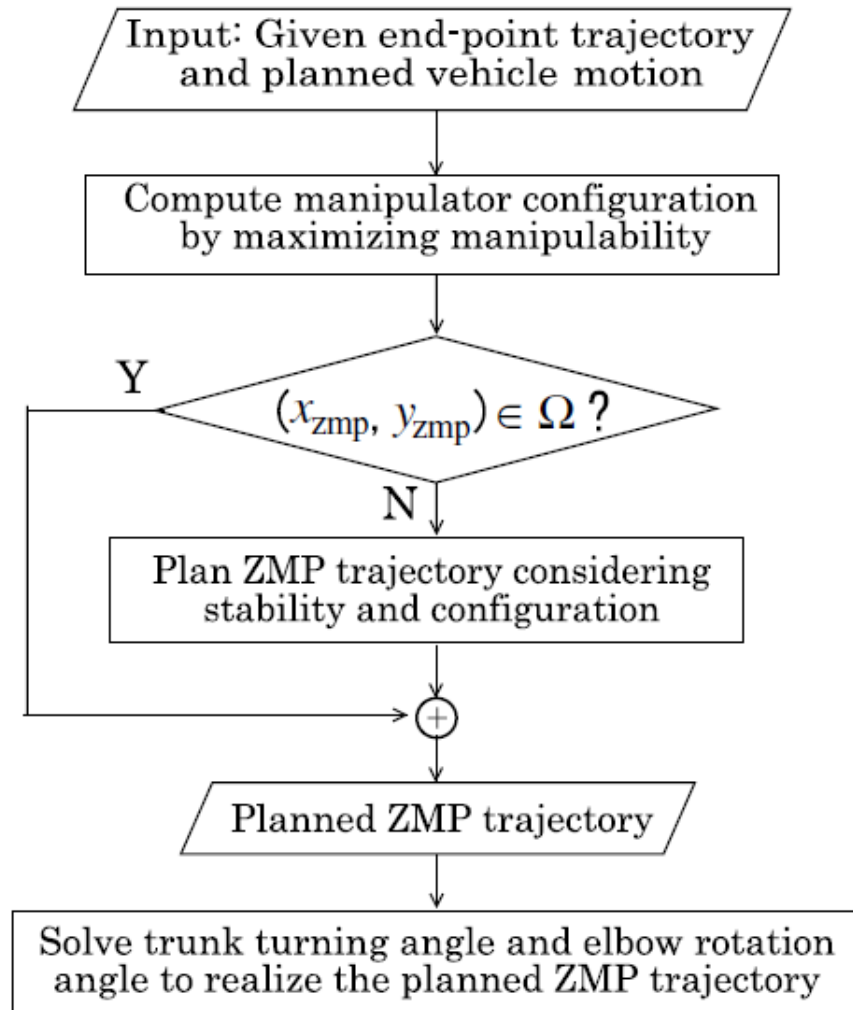 Input: Given end-point trajectory
and planned vehicle motion
Compute manipulator configuration
by maximizing manipulability
Y
(x_zmp, y_zmp) ∈ Ω ?
N
Plan ZMP trajectory considering
stability and configuration
+
Planned ZMP trajectory
Solve trunk turning angle and elbow rotation
angle to realize the planned ZMP trajectory